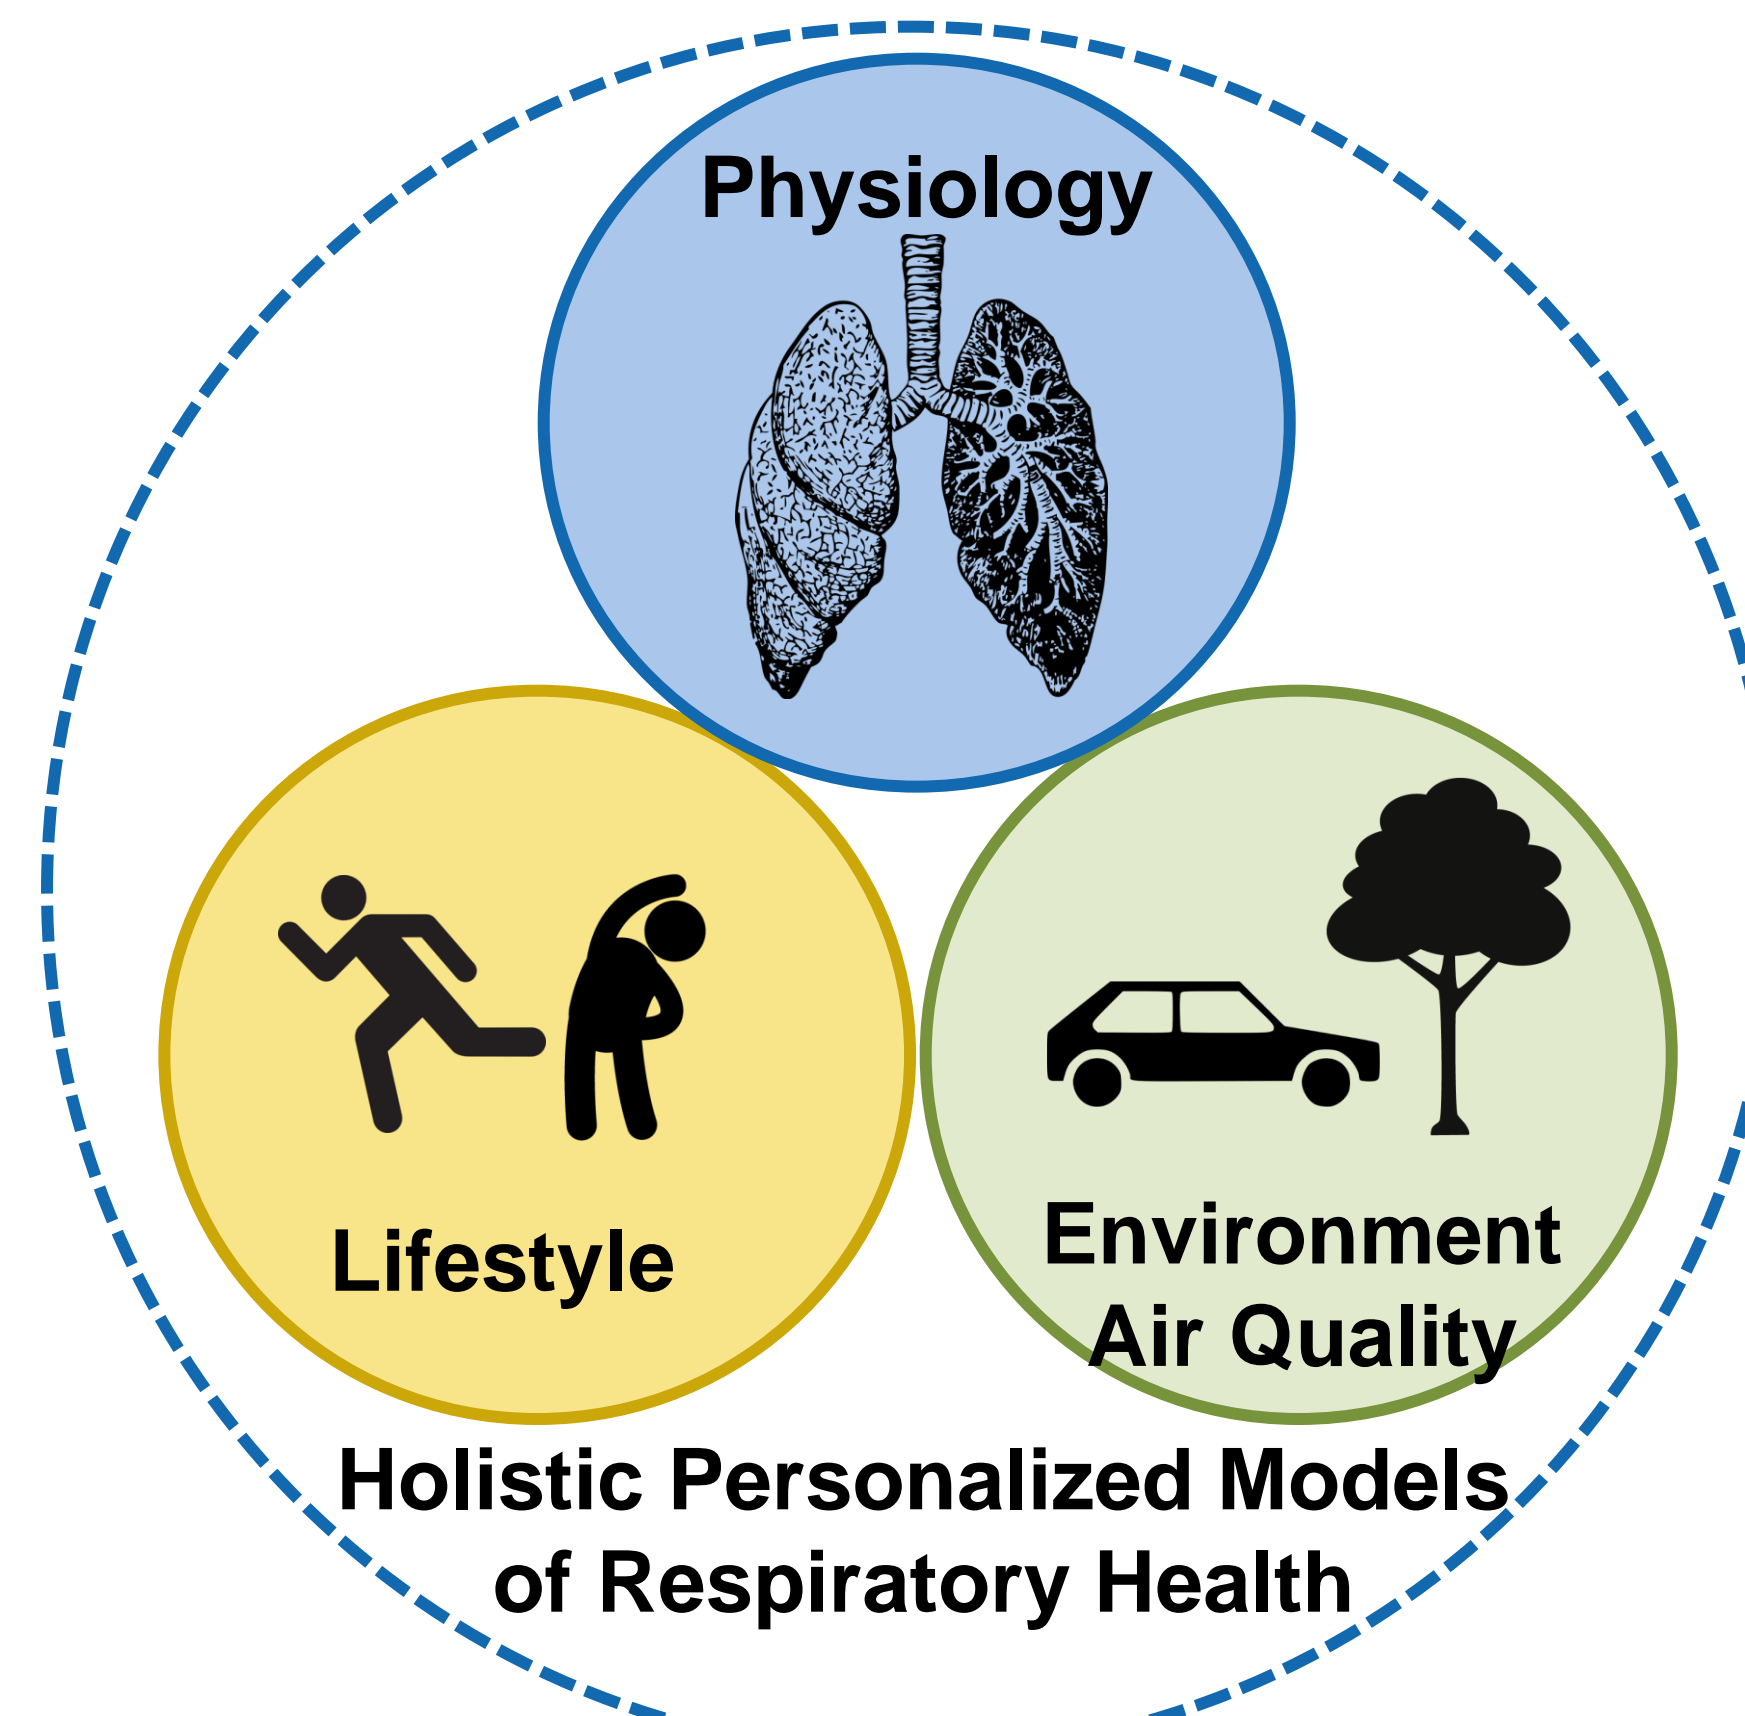 Physiology
Lifestyle
Environment
Air Quality
Holistic Personalized Models
of Respiratory Health